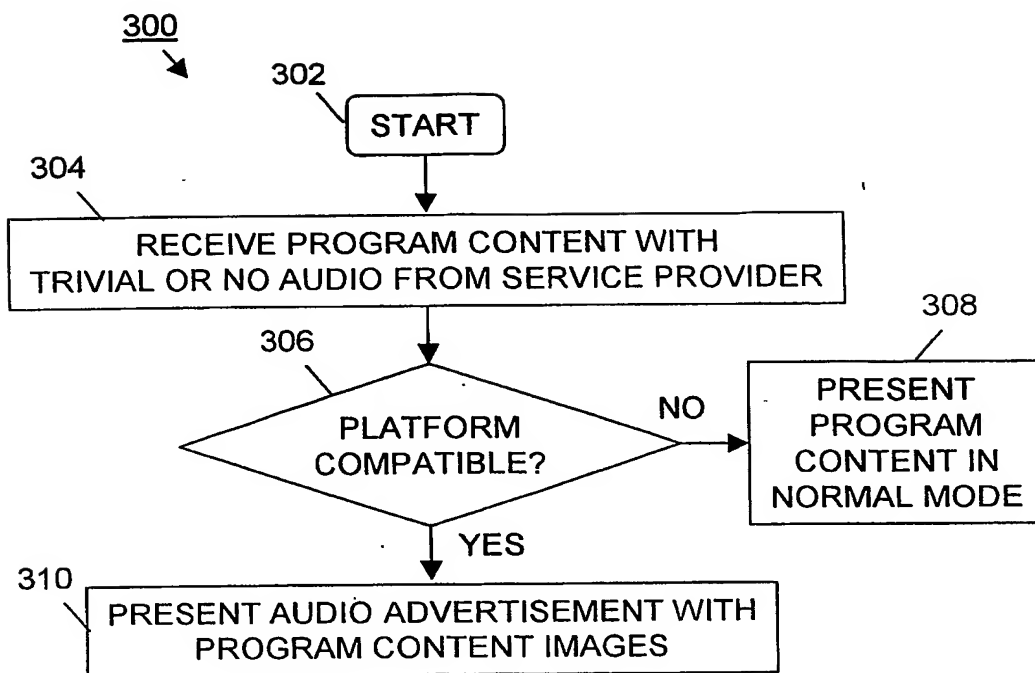 300
302
START
304
RECEIVE PROGRAM CONTENT WITH
TRIVIAL OR NO AUDIO FROM SERVICE PROVIDER
306
PLATFORM
COMPATIBLE?
NO
308
PRESENT
PROGRAM
CONTENT IN
NORMAL MODE
YES
310
PRESENT AUDIO ADVERTISEMENT WITH
PROGRAM CONTENT IMAGES